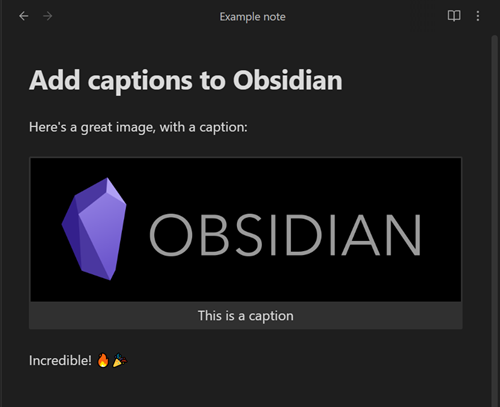 Example note
Add captions to Obsidian
Here's a great image, with a caption:
OBSIDIAN
This is a caption
Incredible! 🔥🎉